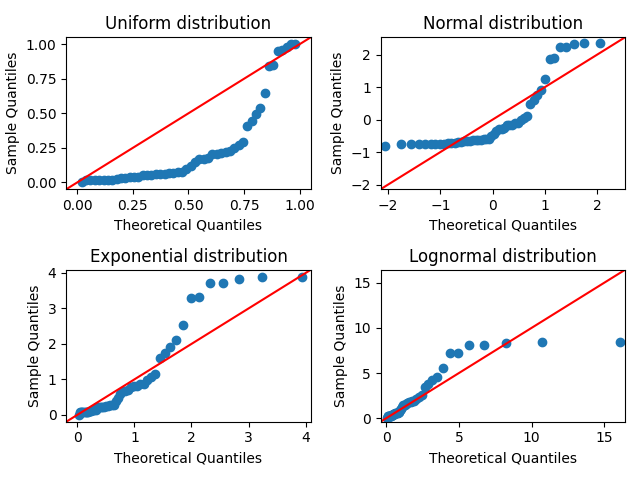 Uniform distribution
Normal distribution
1.00
0.75
0.50
0.25
0.00
Sample Quantiles
0.00 0.25 0.50 0.75 1.00
Theoretical Quantiles
2
1
0
−1
−2
Sample Quantiles
−2 −1 0 1 2
Theoretical Quantiles
Exponential distribution
Lognormal distribution
4
3
2
1
0
Sample Quantiles
0 1 2 3 4
Theoretical Quantiles
15
10
5
0
Sample Quantiles
0 5 10 15
Theoretical Quantiles